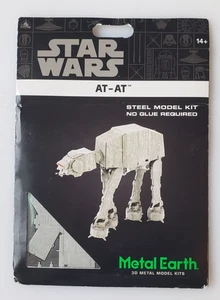 14+
STAR
WARS
AT-AT™
STEEL MODEL KIT
NO GLUE REQUIRED
Metal Earth
3D METAL MODEL KITS